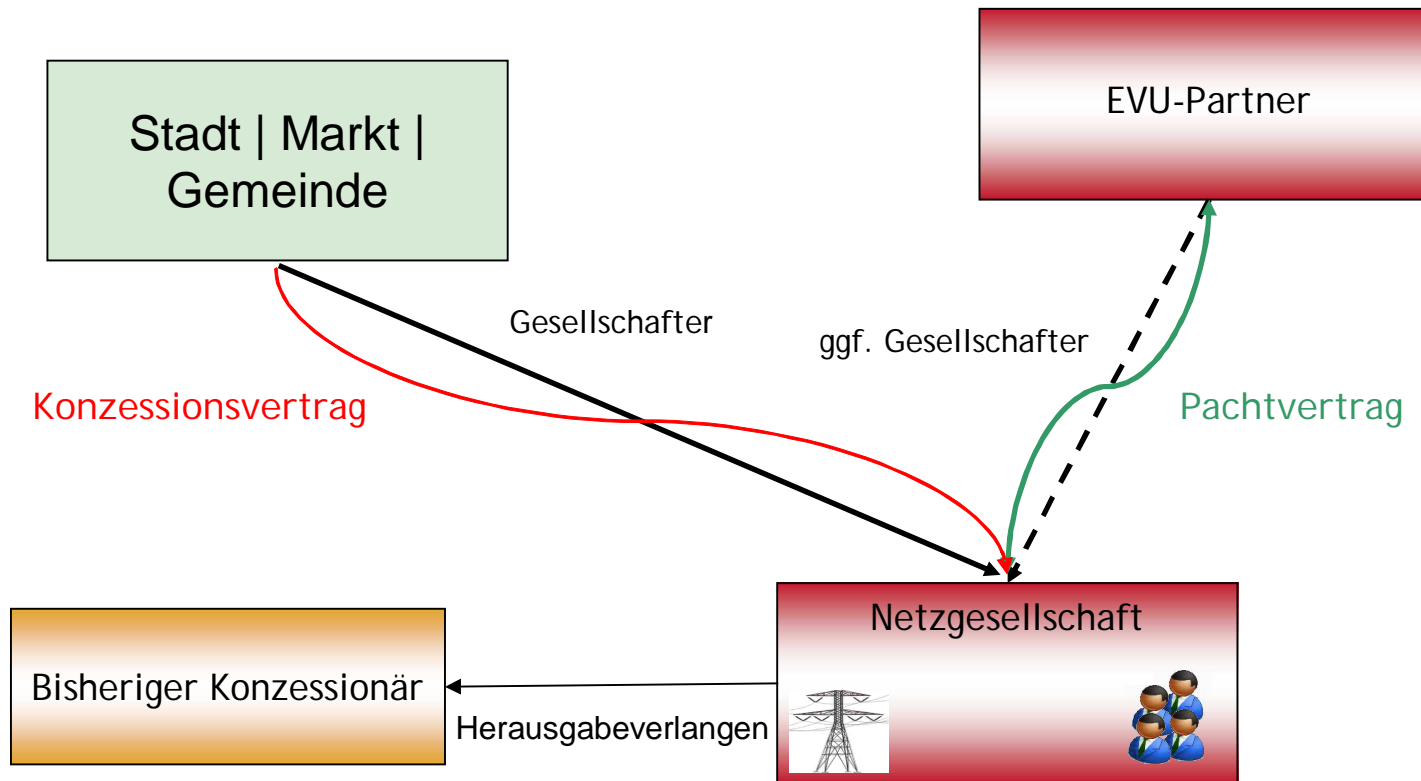 EVU-Partner
Stadt | Markt |
Gemeinde
Gesellschafter
ggf. Gesellschafter
Konzessionsvertrag
Pachtvertrag
Netzgesellschaft
Bisheriger Konzessionär
Herausgabeverlangen